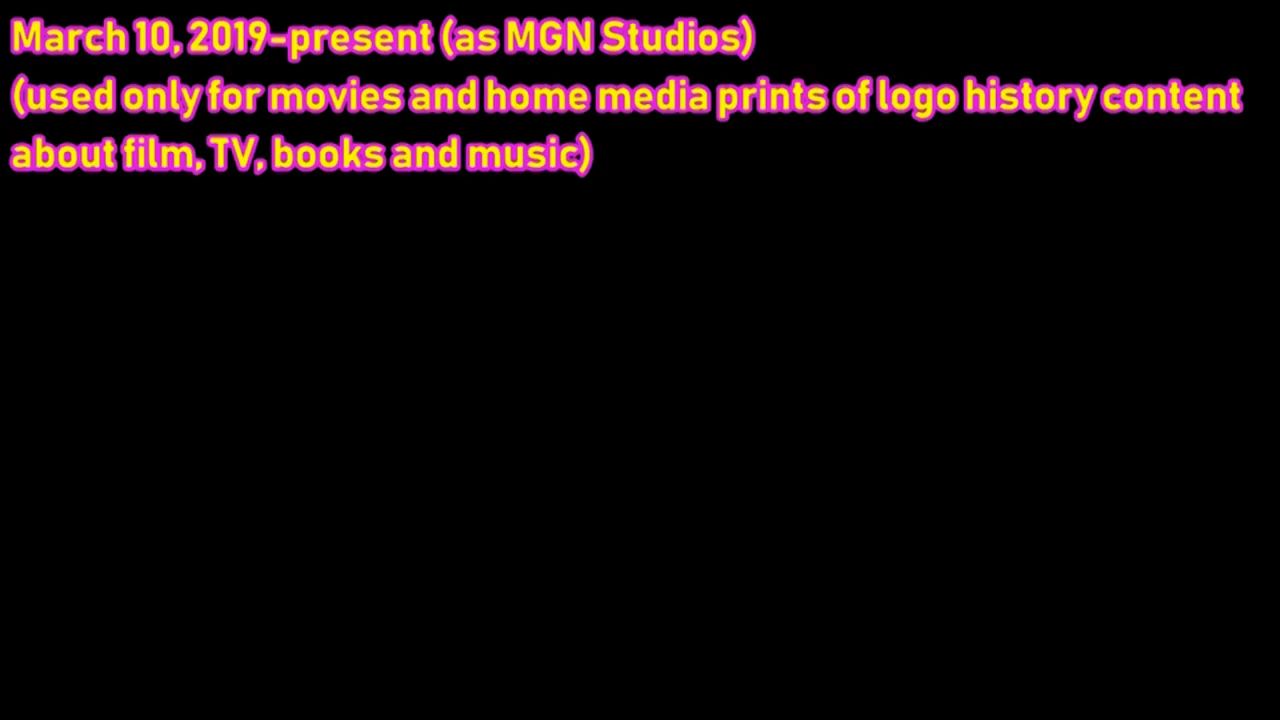 March 10, 2019-present (as MGN Studios)
(used only for movies and home media prints of logo history content
about film, TV, books and music)